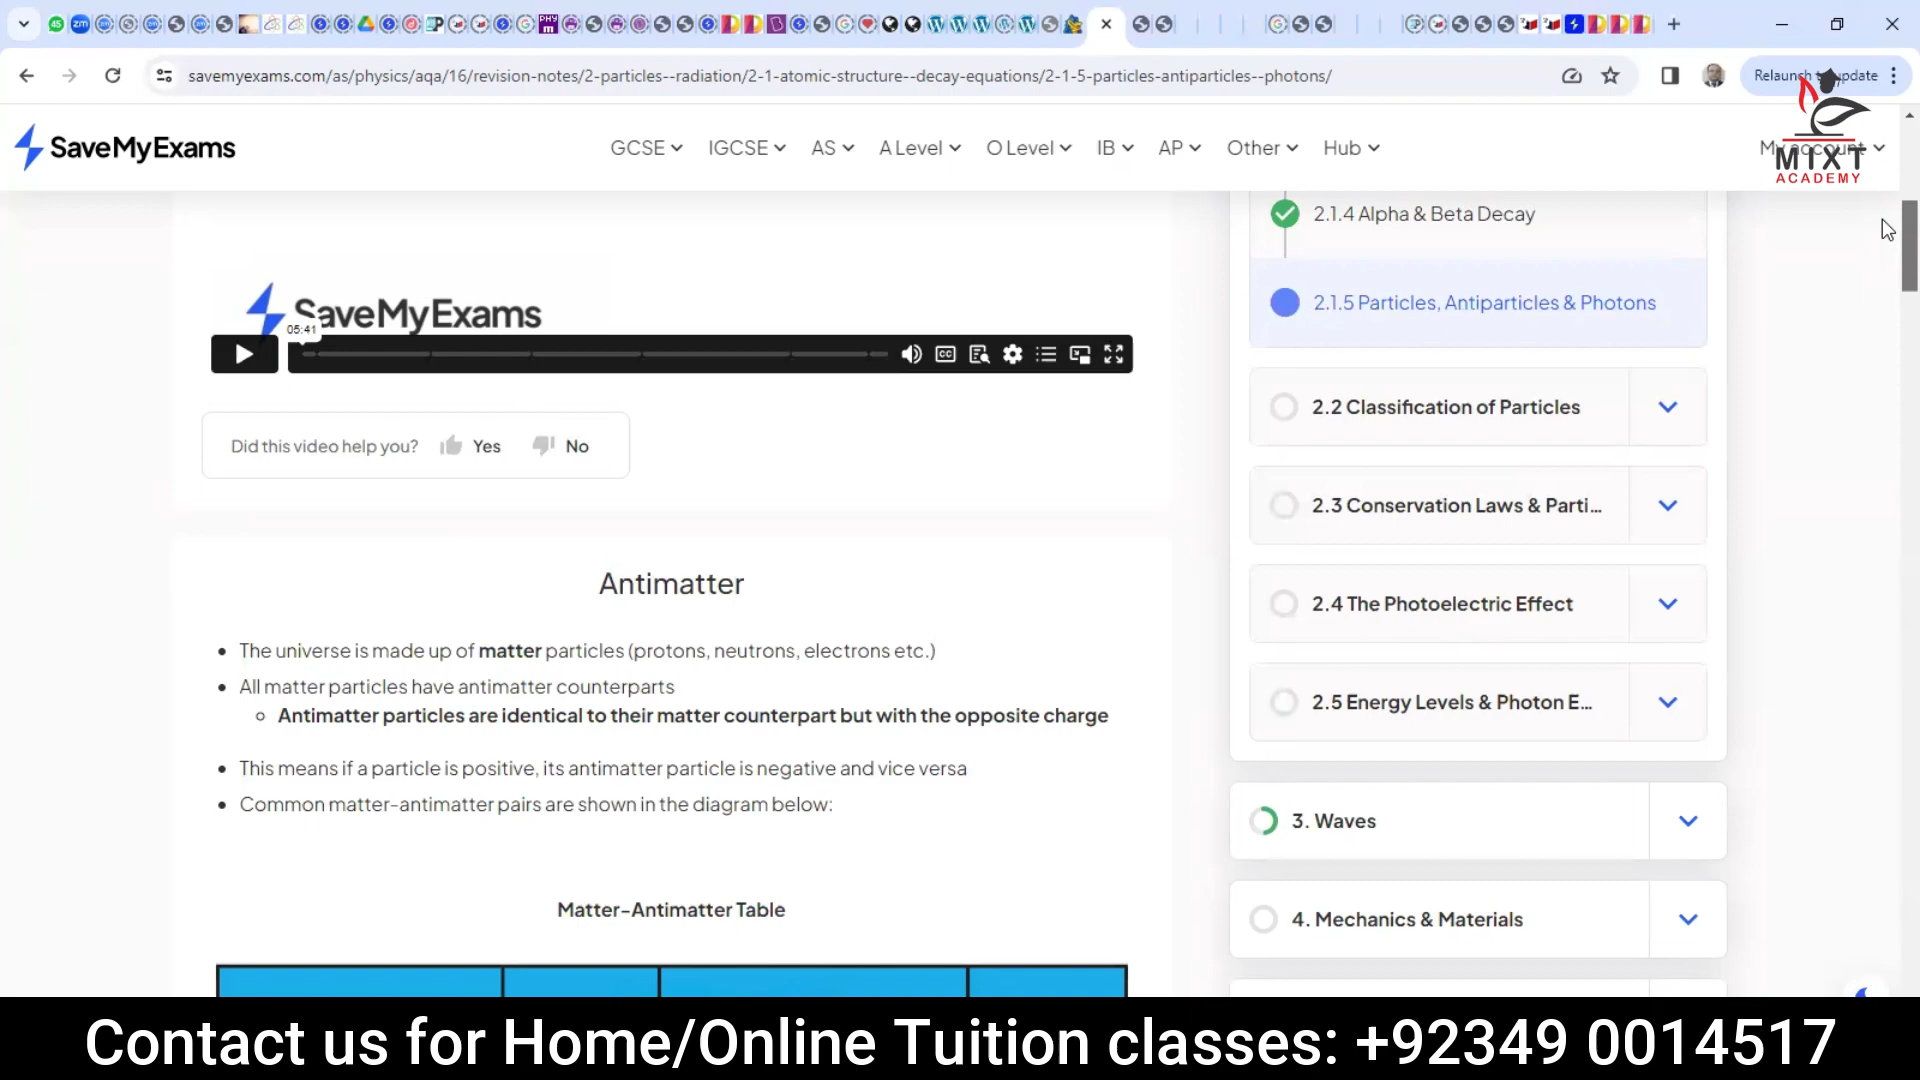 savemyexams.com/as/physics/aqa/16/revision-notes/2-particles--radiation/2-1-atomic-structure--decay-equations/2-1-5-particles-antiparticles--photons/
Relaunch to update
SaveMyExams
GCSE
IGCSE
AS
A Level
O Level
IB
AP
Other
Hub
My account
MIXT
ACADEMY
2.1.4 Alpha & Beta Decay
2.1.5 Particles, Antiparticles & Photons
SaveMyExams
05:41
CC
Did this video help you?
Yes
No
2.2 Classification of Particles
2.3 Conservation Laws & Parti...
2.4 The Photoelectric Effect
2.5 Energy Levels & Photon E...
3. Waves
4. Mechanics & Materials
Antimatter
The universe is made up of matter particles (protons, neutrons, electrons etc.)
All matter particles have antimatter counterparts
Antimatter particles are identical to their matter counterpart but with the opposite charge
This means if a particle is positive, its antimatter particle is negative and vice versa
Common matter-antimatter pairs are shown in the diagram below:
Matter-Antimatter Table
Contact us for Home/Online Tuition classes: +92349 0014517